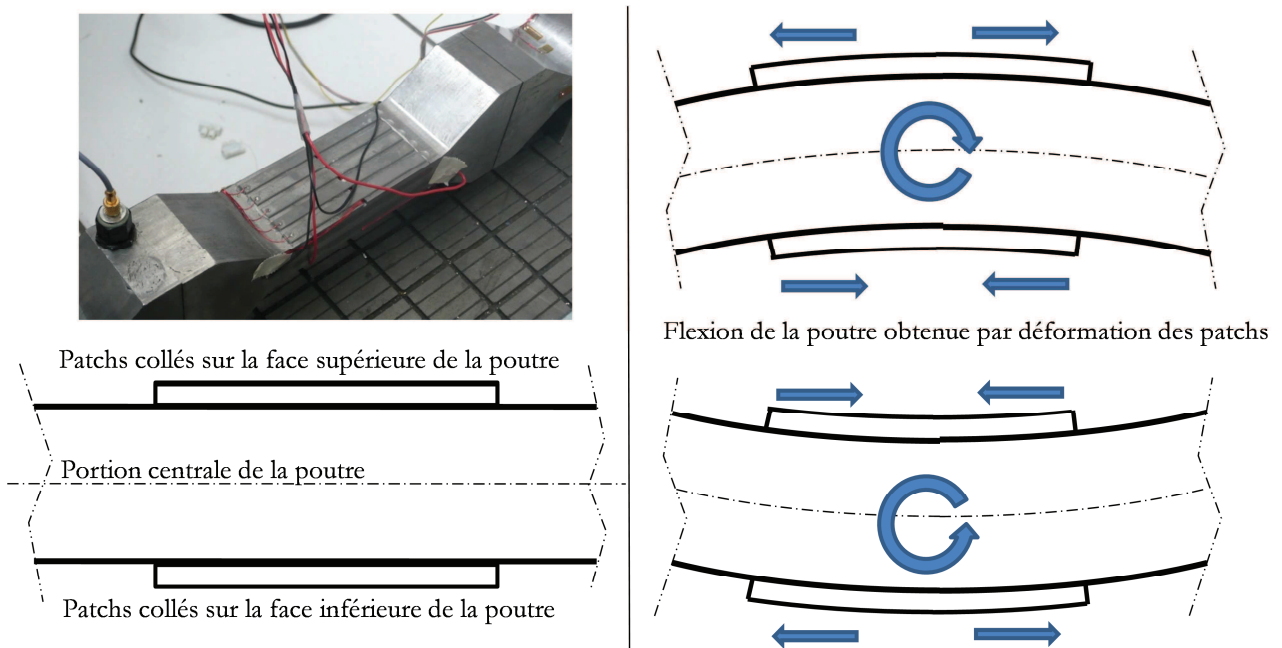 Patchs collés sur la face supérieure de la poutre
Portion centrale de la poutre
Patchs collés sur la face inférieure de la poutre
Flexion de la poutre obtenue par déformation des patchs